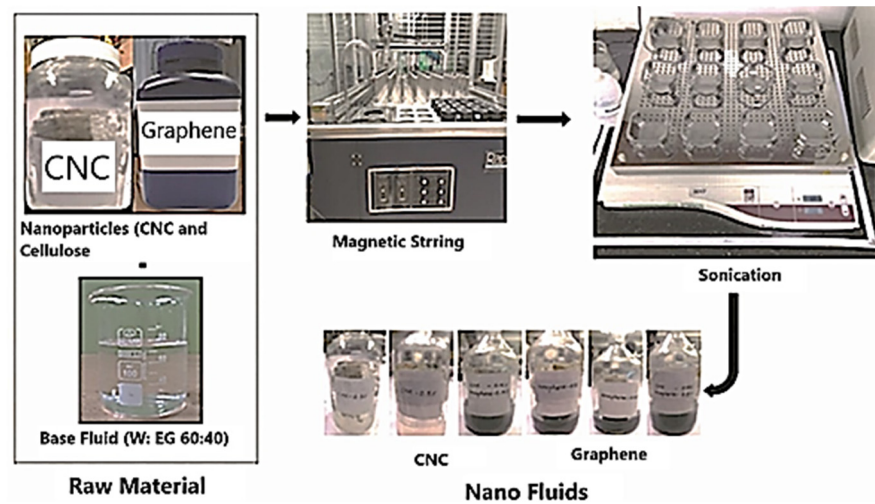 CNC
Graphene
Nanoparticles (CNC and
Cellulose
Base Fluid (W: EG 60:40)
Raw Material
Magnetic Strring
Sonication
CNC
Graphene
Nano Fluids